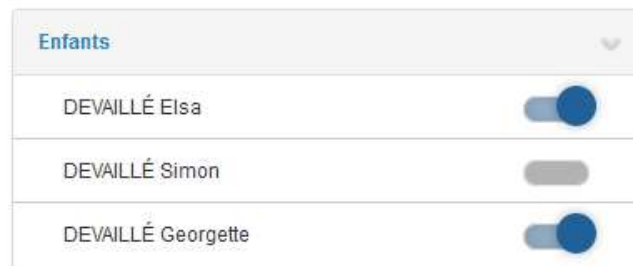 Enfants
DEVAILLÉ Elsa
DEVAILLÉ Simon
DEVAILLÉ Georgette